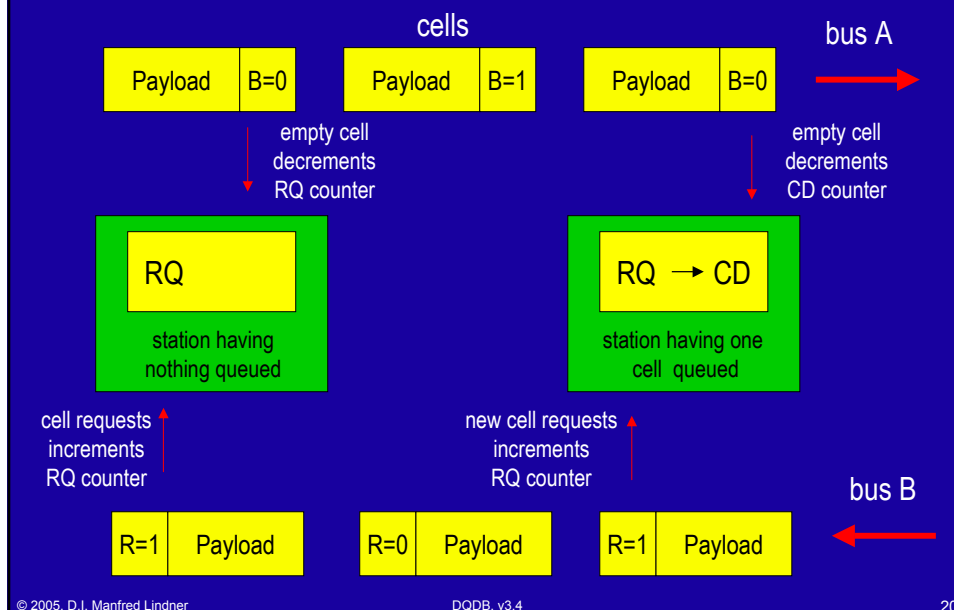 cells
bus A
Payload B=0 Payload B=1 Payload B=0
empty cell
decrements
RQ counter
empty cell
decrements
CD counter
RQ
station having
nothing queued
RQ → CD
station having one
cell queued
cell requests
increments
RQ counter
new cell requests
increments
RQ counter
bus B
R=1 Payload R=0 Payload R=1 Payload
© 2005, D.I. Manfred Lindner DQDB, v3.4 20